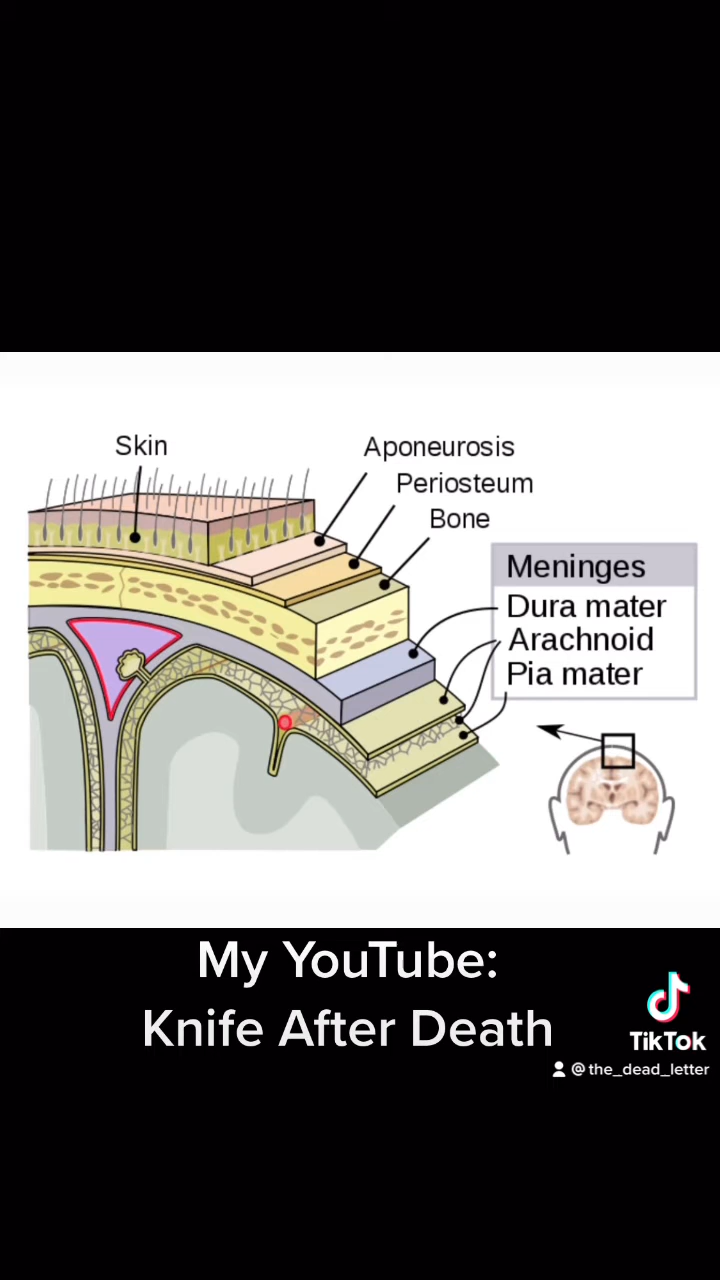 Skin
Aponeurosis
Periosteum
Bone
Meninges
Dura mater
Arachnoid
Pia mater
My YouTube:
Knife After Death
TikTok
@the_dead_letter